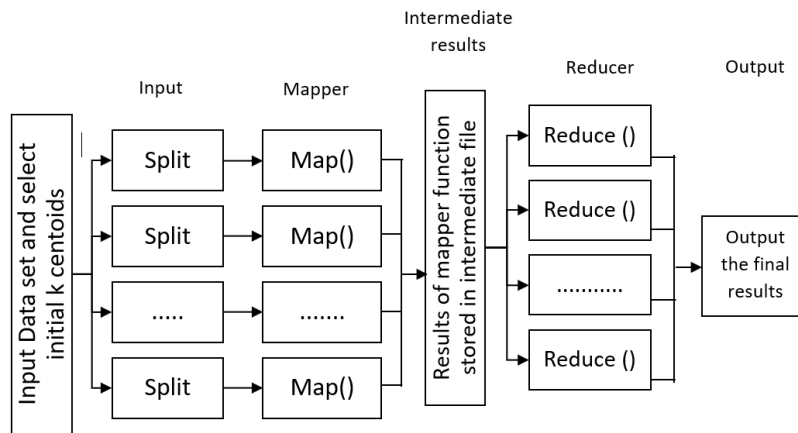 Intermediate
results
Input
Mapper
Reducer
Output
Input Data set and select
initial k centoids
Split
Map()
Split
Map()
.....
.......
Split
Map()
Results of mapper function
stored in intermediate file
Reduce ()
Reduce ()
...........
Reduce ()
Output
the final
results